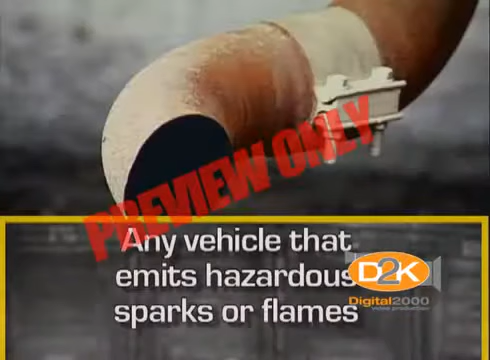 PREVIEW ONLY
Any vehicle that
emits hazardous
sparks or flames
D2K
Digital2000
video production